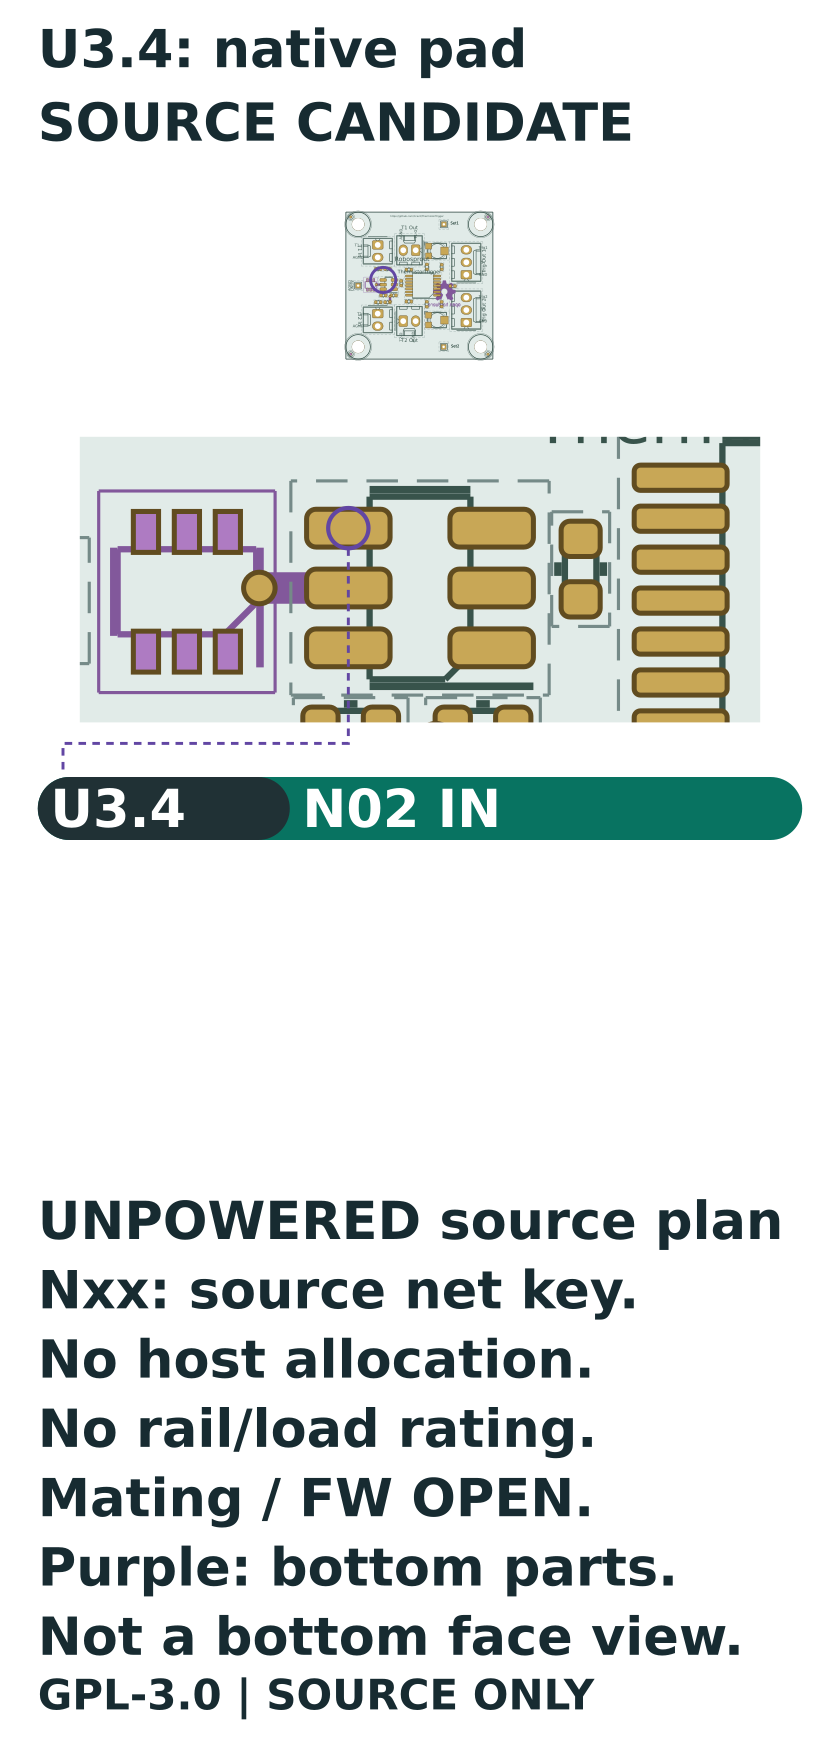 U3.4: native pad
SOURCE CANDIDATE
U3.4 N02 IN
UNPOWERED source plan
Nxx: source net key.
No host allocation.
No rail/load rating.
Mating / FW OPEN.
Purple: bottom parts.
Not a bottom face view.
GPL-3.0 | SOURCE ONLY